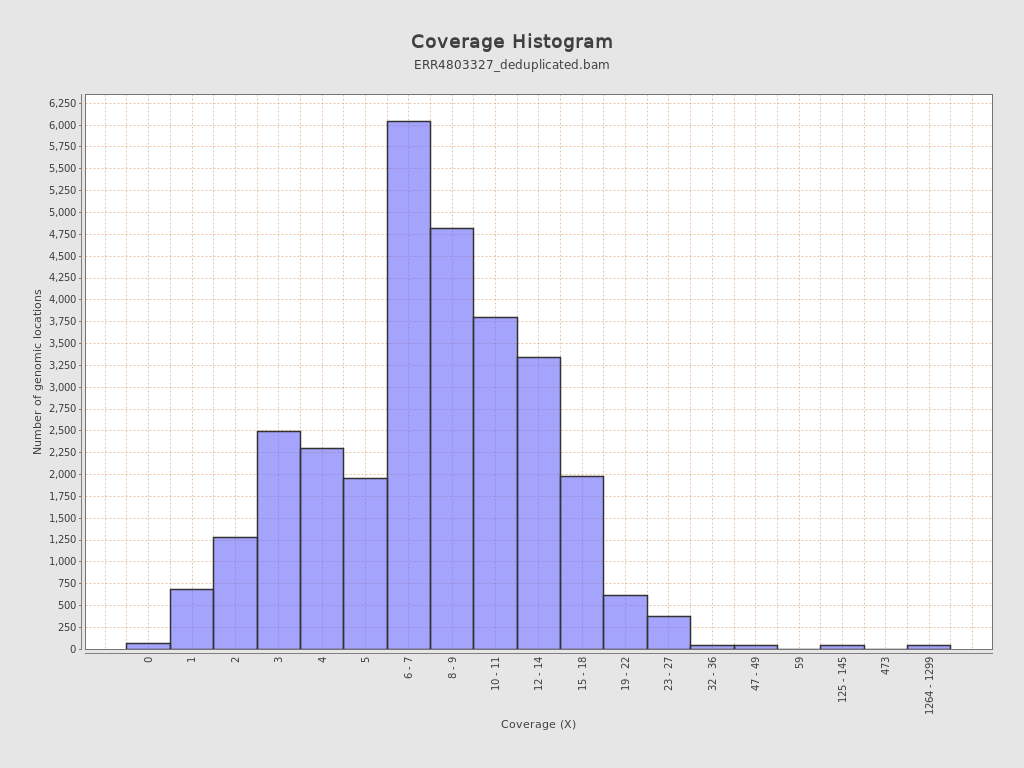 Coverage Histogram
ERR4803327_deduplicated.bam
Number of genomic locations
6,250
6,000
5,750
5,500
5,250
5,000
4,750
4,500
4,250
4,000
3,750
3,500
3,250
3,000
2,750
2,500
2,250
2,000
1,750
1,500
1,250
1,000
750
500
250
0
0
1
2
3
4
5
6 - 7
8 - 9
10 - 11
12 - 14
15 - 18
19 - 22
23 - 27
32 - 36
47 - 49
59
125 - 145
473
1264 - 1299
Coverage (X)